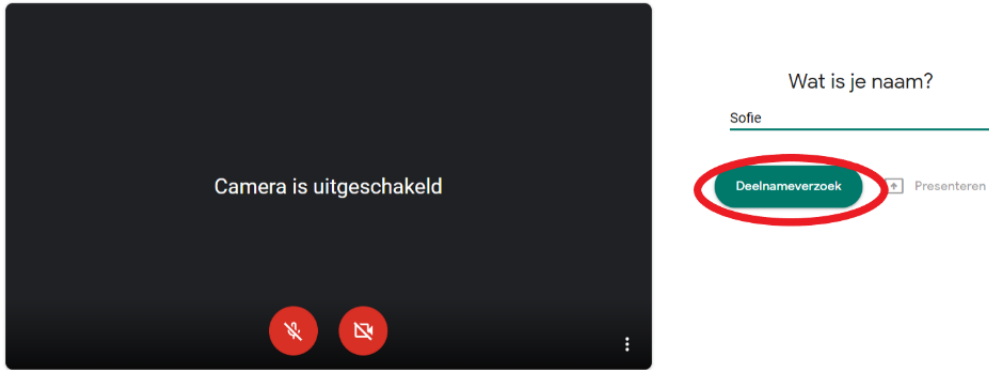 Camera is uitgeschakeld
Wat is je naam?
Sofie
Deelnameverzoek
Presenteren